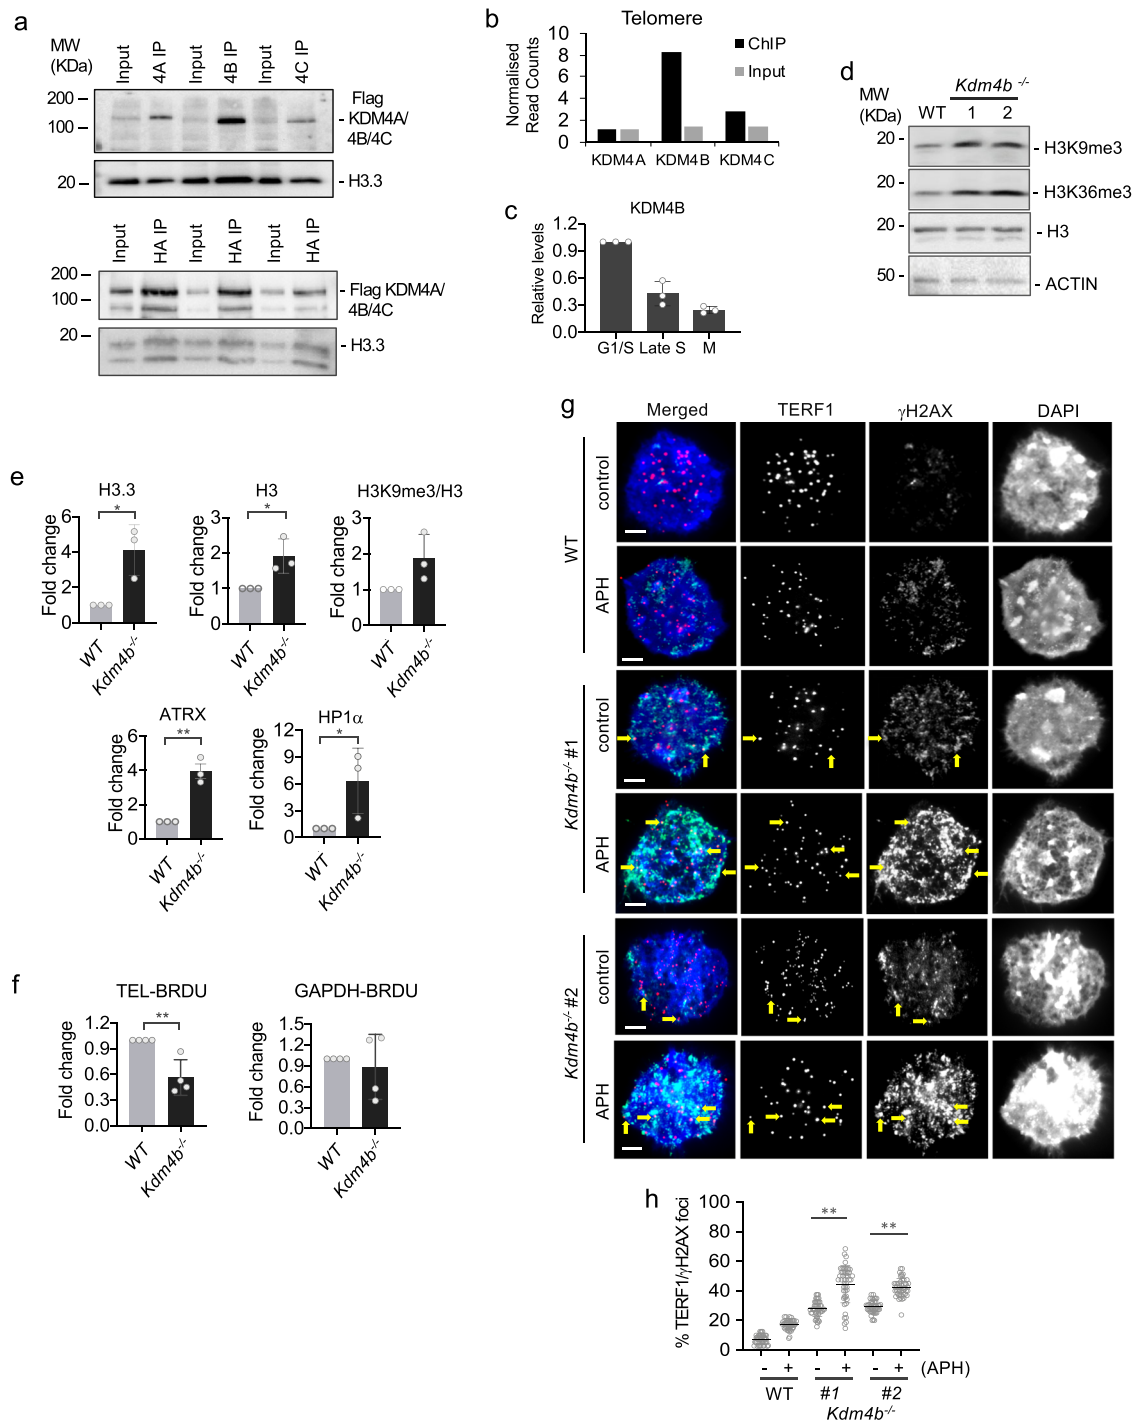 a
MW
(KDa)
Input
4A IP
Input
4B IP
Input
4C IP
200
100
Flag
KDM4A/
4B/4C
20
- H3.3
Input
HA IP
Input
HA IP
Input
HA IP
200
100
- Flag KDM4A/
4B/4C
20
- H3.3
b
Telomere
Normalised
Read Counts
10
8
6
4
2
0
ChIP
Input
KDM4A KDM4B KDM4C
c
KDM4B
Relative levels
1.2
0.9
0.6
0.3
0.0
G1/S Late S M
d
MW
(KDa)
Kdm4b -/-
WT 1 2
20
- H3K9me3
20
- H3K36me3
20
- H3
50
- ACTIN
e
H3.3
Fold change
6
4
2
0
*
WT
Kdm4b-/-
H3
Fold change
3
2
1
0
*
WT
Kdm4b-/-
H3K9me3/H3
Fold change
3
2
1
0
WT
Kdm4b-/-
ATRX
Fold change
6
4
2
0
**
WT
Kdm4b-/-
HP1α
Fold change
12
9
6
3
0
*
WT
Kdm4b-/-
f
TEL-BRDU
Fold change
1.2
0.9
0.6
0.3
0.0
**
WT
Kdm4b-/-
GAPDH-BRDU
Fold change
1.5
1.2
0.9
0.6
0.3
0.0
WT
Kdm4b-/-
g
Merged TERF1 γH2AX DAPI
WT
control
APH
Kdm4b-/- #1
control
APH
Kdm4b-/- #2
control
APH
h
% TERF1/γH2AX foci
100
80
60
40
20
0
**
**
- + - + - + (APH)
WT #1 #2
Kdm4b-/-